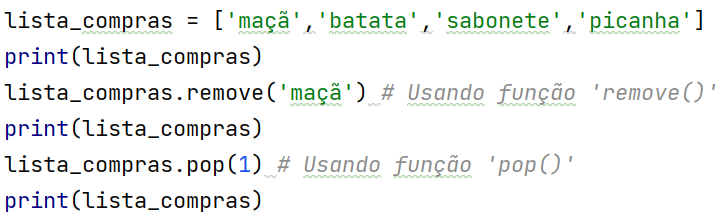 lista_compras = ['maçã','batata','sabonete','picanha']
print(lista_compras)
lista_compras.remove('maçã') # Usando função 'remove()'
print(lista_compras)
lista_compras.pop(1) # Usando função 'pop()'
print(lista_compras)